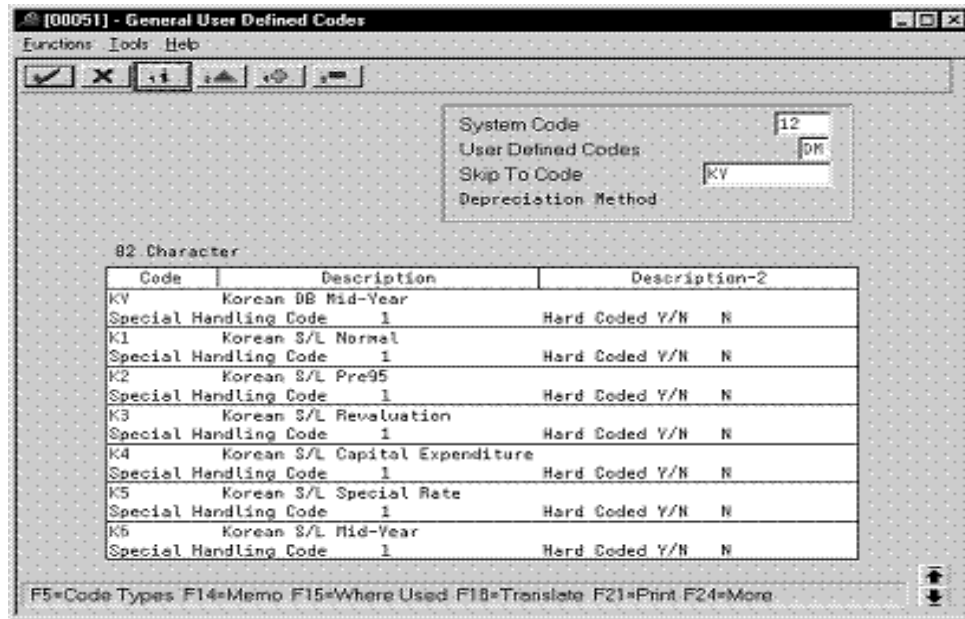 [00051] - General User Defined Codes
Functions Tools Help
System Code 12
User Defined Codes DM
Skip To Code KV
Depreciation Method
02 Character
Code Description Description-2
KV Korean DB Mid-Year
Special Handling Code 1 Hard Coded Y/N N
K1 Korean S/L Normal
Special Handling Code 1 Hard Coded Y/N N
K2 Korean S/L Pre95
Special Handling Code 1 Hard Coded Y/N N
K3 Korean S/L Revaluation
Special Handling Code 1 Hard Coded Y/N N
K4 Korean S/L Capital Expenditure
Special Handling Code 1 Hard Coded Y/N N
K5 Korean S/L Special Rate
Special Handling Code 1 Hard Coded Y/N N
K6 Korean S/L Mid-Year
Special Handling Code 1 Hard Coded Y/N N
F5=Code Types F14=Memo F15=Where Used F18=Translate F21=Print F24=More